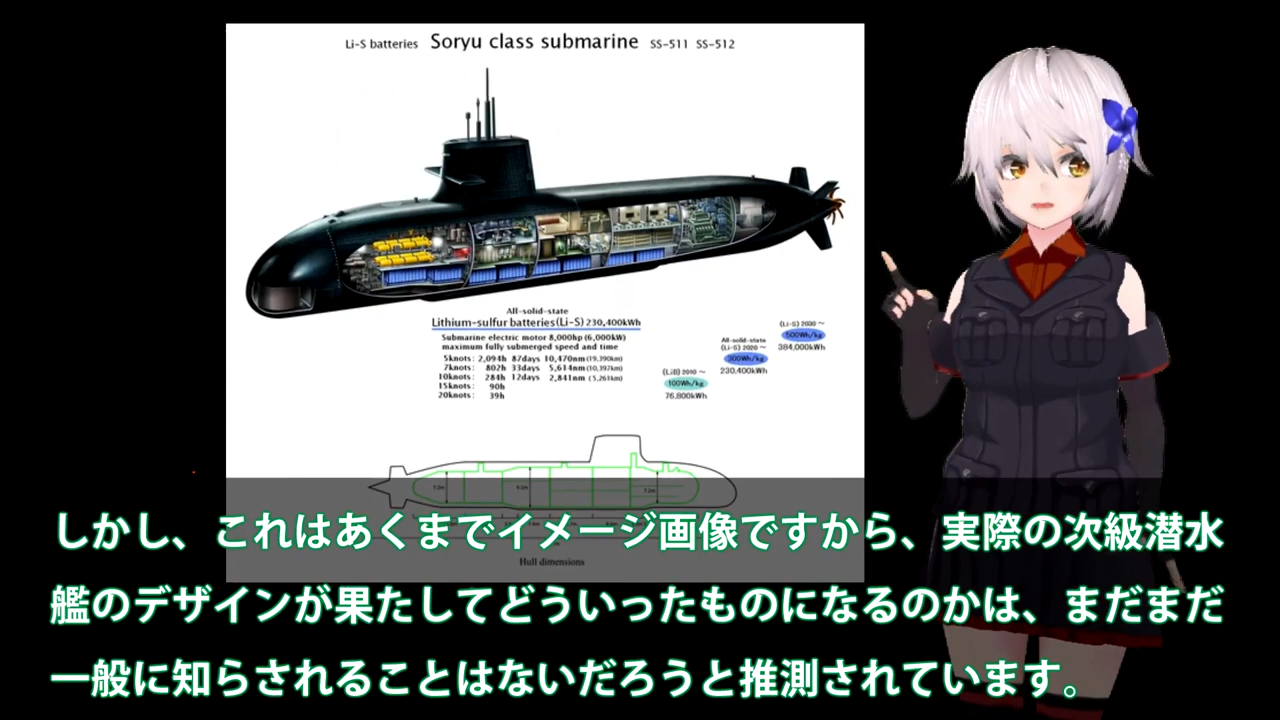 Li-S batteries Soryu class submarine SS-511 SS-512
All-solid-state
Lithium-sulfur batteries(Li-S) 230,400kWh
Submarine electric motor 8,000hp (6,000kW)
maximum fully submerged speed and time
5knots: 2,094h 87days 10,470nm (19,390km)
7knots: 802h 33days 5,614nm (10,397km)
10knots: 284h 12days 2,841nm (5,261km)
15knots: 90h
20knots: 39h
(LiB) 2010 ～
100Wh/kg
76,800kWh
All-solid-state
(Li-S) 2020 ～
300Wh/kg
230,400kWh
(Li-S) 2030 ～
500Wh/kg
384,000kWh
Hull dimensions
しかし、これはあくまでイメージ画像ですから、実際の次級潜水
艦のデザインが果たしてどういったものになるのかは、まだまだ
一般に知らされることはないだろうと推測されています。